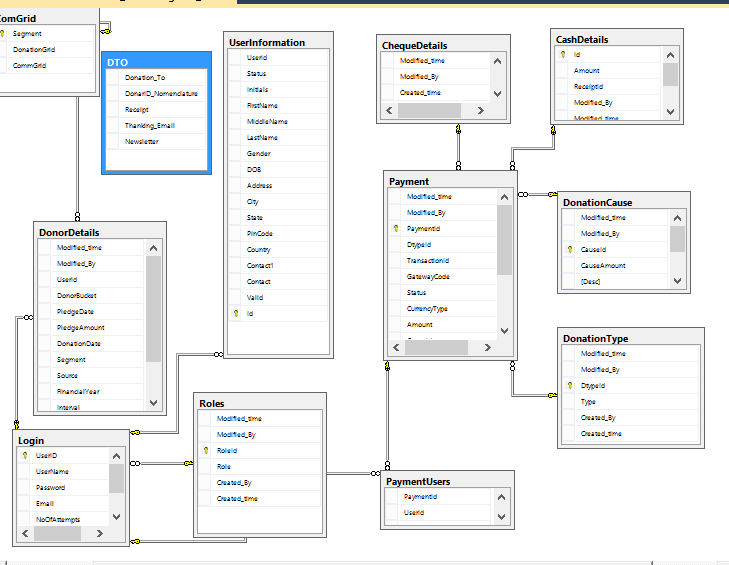 ComGrid
Segment
DonationGrid
CommGrid
DTO
Donation_To
DonarID_Nomenclature
Receipt
Thanking_Email
Newsletter
UserInformation
UserId
Status
Initials
FirstName
MiddleName
LastName
Gender
DOB
Address
City
State
PinCode
Country
Contact1
Contact
Valid
Id
ChequeDetails
Modified_time
Modified_By
Created_time
CashDetails
Id
Amount
ReceiptId
Modified_By
Modified_time
Payment
Modified_time
Modified_By
PaymentId
DtypeId
TransactionId
GatewayCode
Status
CurrencyType
Amount
DonationCause
Modified_time
Modified_By
CauseId
CauseAmount
[Desc]
DonorDetails
Modified_time
Modified_By
UserId
DonorBucket
PledgeDate
PledgeAmount
DonationDate
Segment
Source
FinancialYear
Interval
DonationType
Modified_time
Modified_By
DtypeId
Type
Created_By
Created_time
Roles
Modified_time
Modified_By
RoleId
Role
Created_By
Created_time
Login
UserID
UserName
Password
Email
NoOfAttempts
PaymentUsers
PaymentId
UserId